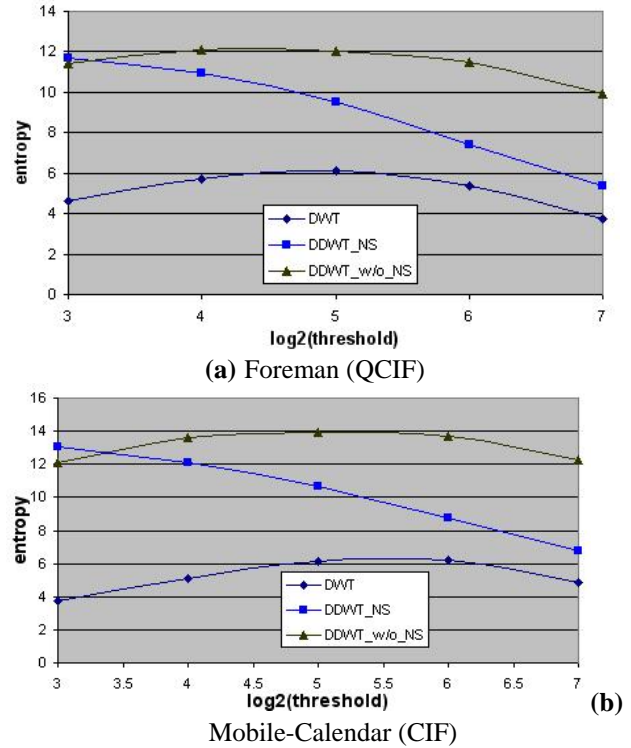 14
12
10
8
6
4
2
0
entropy
DWT
DDWT_NS
DDWT_w/o_NS
3 4 5 6 7
log2(threshold)
(a) Foreman (QCIF)
16
14
12
10
8
6
4
2
0
entropy
DWT
DDWT_NS
DDWT_w/o_NS
3 3.5 4 4.5 5 5.5 6 6.5 7
log2(threshold)
(b)
Mobile-Calendar (CIF)